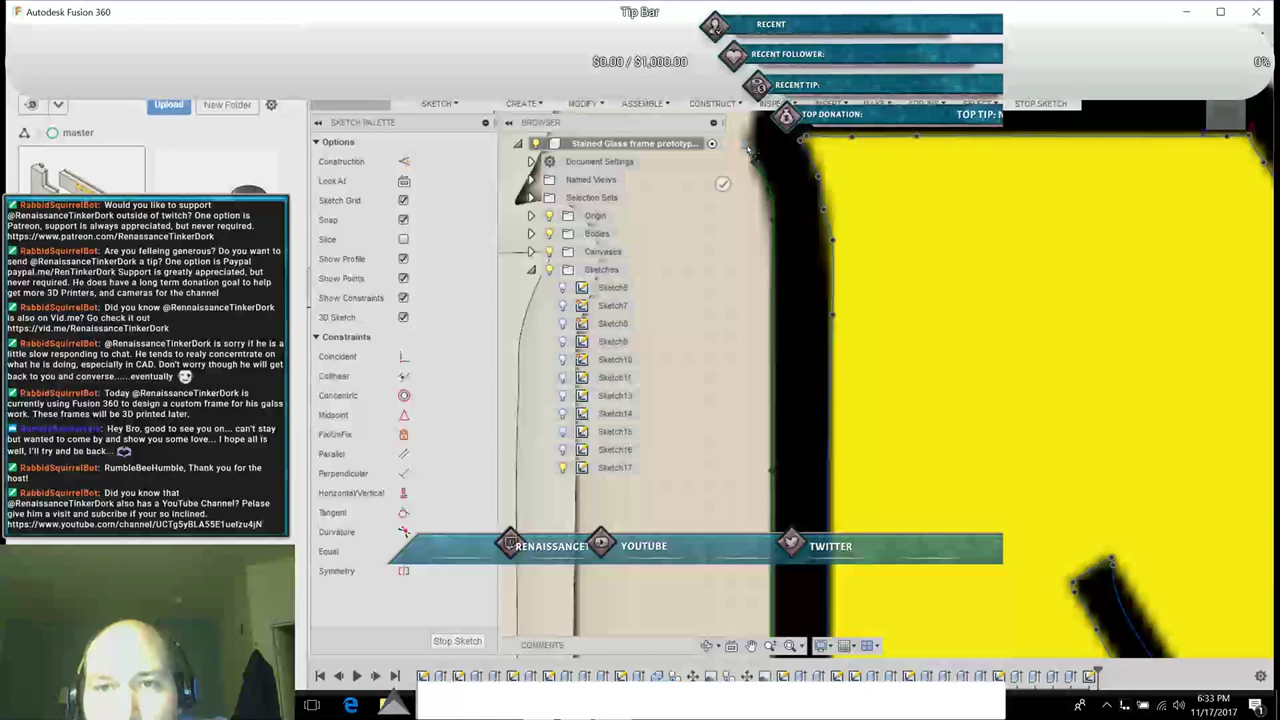 Autodesk Fusion 360
Tip Bar
RECENT
RECENT FOLLOWER:
$0.00 / $1,000.00
0%
RECENT TIP:
TOP DONATION:
TOP TIP:
Upload
New Folder
SKETCH
CREATE
MODIFY
ASSEMBLE
CONSTRUCT
STOP SKETCH
master
SKETCH PALETTE
BROWSER
Options
Construction
Look At
Sketch Grid
Snap
Slice
Show Profile
Show Points
Show Constraints
3D Sketch
Constraints
Coincident
Collinear
Concentric
Midpoint
Fix/UnFix
Parallel
Perpendicular
Horizontal/Vertical
Tangent
Curvature
Equal
Symmetry
Stop Sketch
Stained Glass frame prototyp...
Document Settings
Named Views
Selection Sets
Origin
Bodies
Canvases
Sketches
Sketch6
Sketch7
Sketch8
Sketch9
Sketch10
Sketch11
Sketch13
Sketch14
Sketch15
Sketch16
Sketch17
RabbidSquirrelBot: Would you like to support
@RenaissanceTinkerDork outside of twitch? One option is
Patreon, support is always appreciated, but never required.
https://www.patreon.com/RenassanceTinkerDork
RabbidSquirrelBot: Are you felleing generous? Do you want to
send @RenaissanceTinkerDork a tip? One option is Paypal
paypal.me/RenTinkerDork Support is greatly appreciated, but
never required. He does have a long term donation goal to help
get more 3D Printers, and cameras for the channel
RabbidSquirrelBot: Did you know @RennaissanceTinkerDork
is also on Vid.me? Go check it out
https://vid.me/RenaissanceTinkerDork
RabbidSquirrelBot: @RenaissanceTinkerDork is sorry if he is a
little slow responding to chat. He tends to realy concerntrate on
what he is doing, especially in CAD. Don't worry though he will get
back to you and converse......eventually
RabbidSquirrelBot: Today @RenaissanceTinkerDork is
currently using Fusion 360 to design a custom frame for his galss
work. These frames will be 3D printed later.
Hey Bro, good to see you on... can't stay
but wanted to come by and show you some love... I hope all is
well, I'll try and be back...
RabbidSquirrelBot: RumbleBeeHumble, Thank you for the
host!
RabbidSquirrelBot: Did you know that
@RenaissanceTinkerDork also has a YouTube Channel? Pelase
give him a visit and subcribe if your so inclined.
https://www.youtube.com/channel/UCTg5yBLA55E1uelzu4jN
YOUTUBE
TWITTER
COMMENTS
6:33 PM
11/17/2017